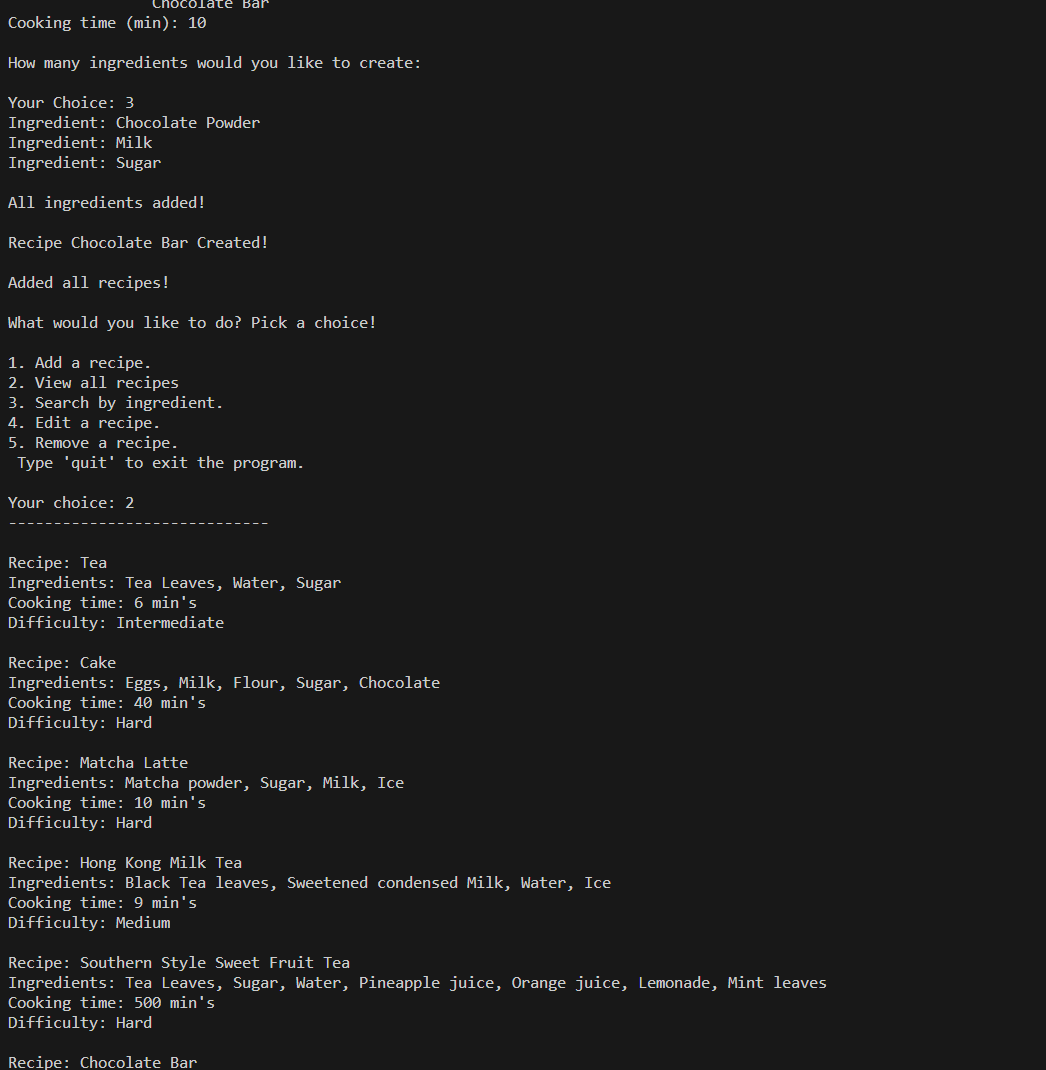 Chocolate Bar
Cooking time (min): 10
How many ingredients would you like to create:
Your Choice: 3
Ingredient: Chocolate Powder
Ingredient: Milk
Ingredient: Sugar
All ingredients added!
Recipe Chocolate Bar Created!
Added all recipes!
What would you like to do? Pick a choice!
1. Add a recipe.
2. View all recipes
3. Search by ingredient.
4. Edit a recipe.
5. Remove a recipe.
Type 'quit' to exit the program.
Your choice: 2
-----------------------------
Recipe: Tea
Ingredients: Tea Leaves, Water, Sugar
Cooking time: 6 min's
Difficulty: Intermediate
Recipe: Cake
Ingredients: Eggs, Milk, Flour, Sugar, Chocolate
Cooking time: 40 min's
Difficulty: Hard
Recipe: Matcha Latte
Ingredients: Matcha powder, Sugar, Milk, Ice
Cooking time: 10 min's
Difficulty: Hard
Recipe: Hong Kong Milk Tea
Ingredients: Black Tea leaves, Sweetened condensed Milk, Water, Ice
Cooking time: 9 min's
Difficulty: Medium
Recipe: Southern Style Sweet Fruit Tea
Ingredients: Tea Leaves, Sugar, Water, Pineapple juice, Orange juice, Lemonade, Mint leaves
Cooking time: 500 min's
Difficulty: Hard
Recipe: Chocolate Bar